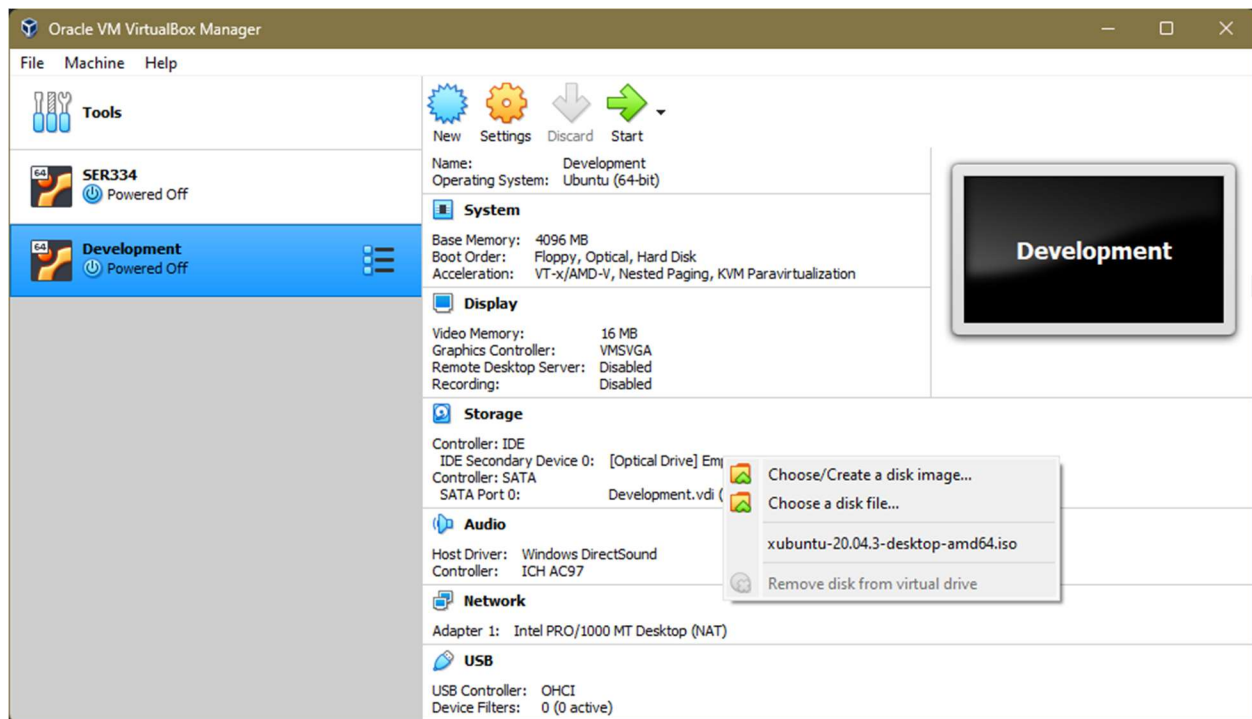 Oracle VM VirtualBox Manager
File Machine Help
Tools
64
SER334
Powered Off
64
Development
Powered Off
New Settings Discard Start
Name: Development
Operating System: Ubuntu (64-bit)
System
Base Memory: 4096 MB
Boot Order: Floppy, Optical, Hard Disk
Acceleration: VT-x/AMD-V, Nested Paging, KVM Paravirtualization
Development
Display
Video Memory: 16 MB
Graphics Controller: VMSVGA
Remote Desktop Server: Disabled
Recording: Disabled
Storage
Controller: IDE
IDE Secondary Device 0: [Optical Drive]
Controller: SATA
SATA Port 0: Development.vdi (
Choose/Create a disk image...
Choose a disk file...
xubuntu-20.04.3-desktop-amd64.iso
Remove disk from virtual drive
Audio
Host Driver: Windows DirectSound
Controller: ICH AC97
Network
Adapter 1: Intel PRO/1000 MT Desktop (NAT)
USB
USB Controller: OHCI
Device Filters: 0 (0 active)